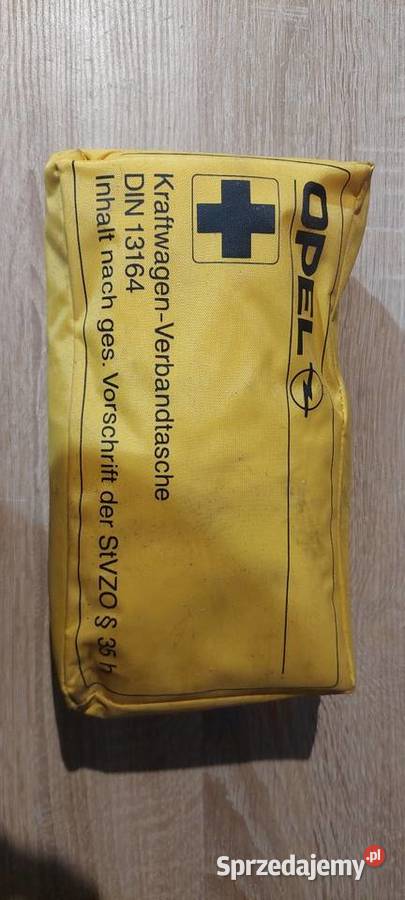 OPEL
Kraftwagen-Verbandtasche
DIN 13164
Inhalt nach ges. Vorschrift der StVZO § 35 h
Sprzedajemy.pl